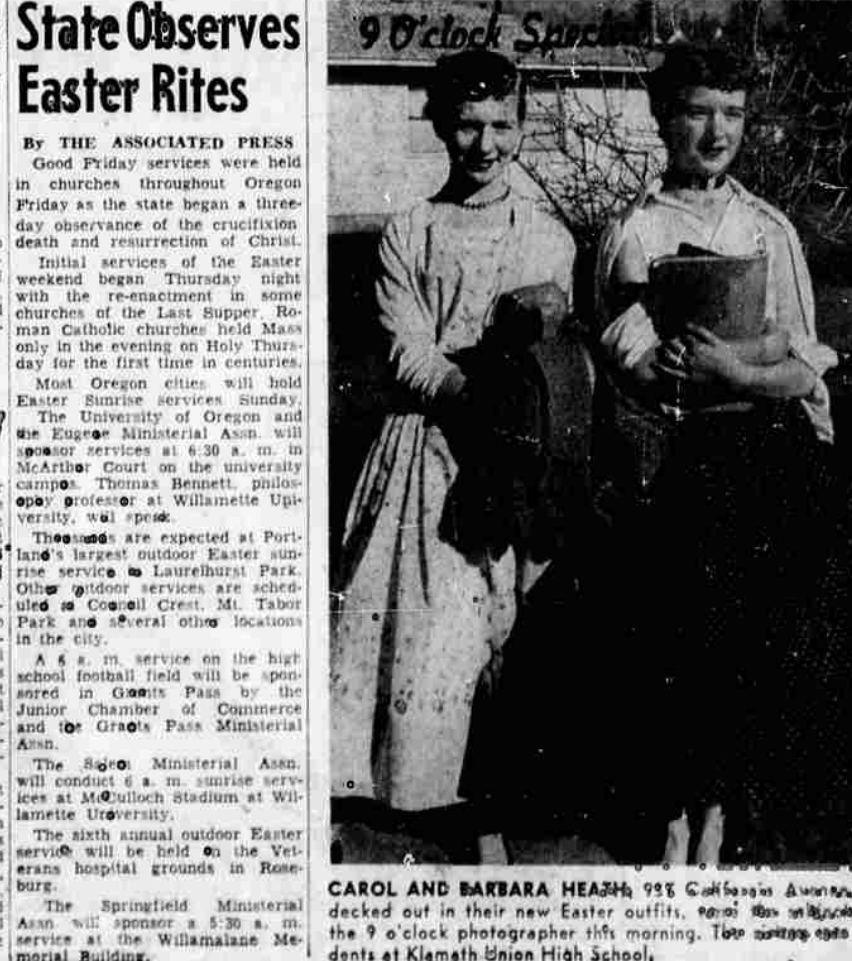 State Observes
Easter Rites
By THE ASSOCIATED PRESS
Good Friday services were held
in churches throughout Oregon
Friday as the state began a three-
day observance of the crucifixion
death and resurrection of Christ.
Initial services of the Easter
weekend began Thursday night
with the re-enactment in some
churches of the Last Supper. Ro-
man Catholic churches held Mass
only in the evening on Holy Thurs-
day for the first time in centuries.
Most Oregon cities will hold
Easter Sunrise services Sunday.
The University of Oregon and
the Eugene Ministerial Assn. will
sponsor services at 6:30 a. m. in
McArthur Court on the university
campus. Thomas Bennett, philos-
professor at Willamette Uni-
versity, will speak.
Thousands are expected at Port-
land's largest outdoor Easter sun-
rise service in Laurelhurst Park.
Other outdoor services are sched-
uled at Council Crest, Mt. Tabor
Park and several other locations
in the city.
A 6 a. m. service on the high
school football field will be spon-
sored in Grants Pass by the
Junior Chamber of Commerce
and the Grants Pass Ministerial
Assn.
The Salem Ministerial Assn.
will conduct 6 a. m. sunrise serv-
ices at McCulloch Stadium at Wil-
lamette University.
The sixth annual outdoor Easter
service will be held on the Vet-
erans hospital grounds in Rose-
burg.
The Springfield Ministerial
Assn. will sponsor a 5:30 a. m.
service at the Willamalane Me-
morial Building.
9 O'clock Special
CAROL AND BARBARA HEATH,
decked out in their new Easter outfits,
the 9 o'clock photographer this morning.
dents at Klamath Union High School.